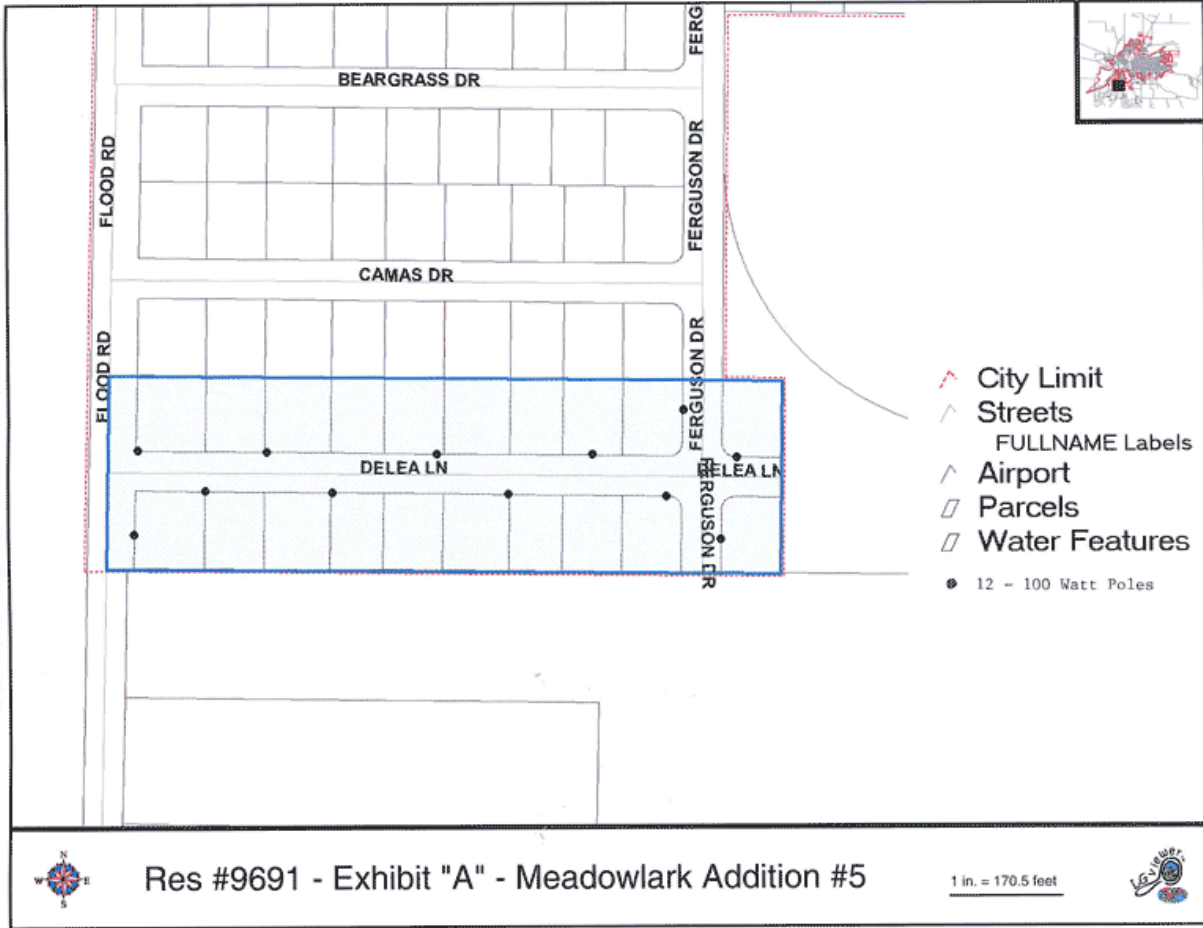 FERG
BEARGRASS DR
FLOOD RD
FERGUSON DR
CAMAS DR
FLOOD RD
FERGUSON DR
DELEA LN
DELEA LN
FERGUSON DR
City Limit
Streets
FULLNAME Labels
Airport
Parcels
Water Features
12 - 100 Watt Poles
N
W E
S
Res #9691 - Exhibit "A" - Meadowlark Addition #5
1 in. = 170.5 feet
LGviewer